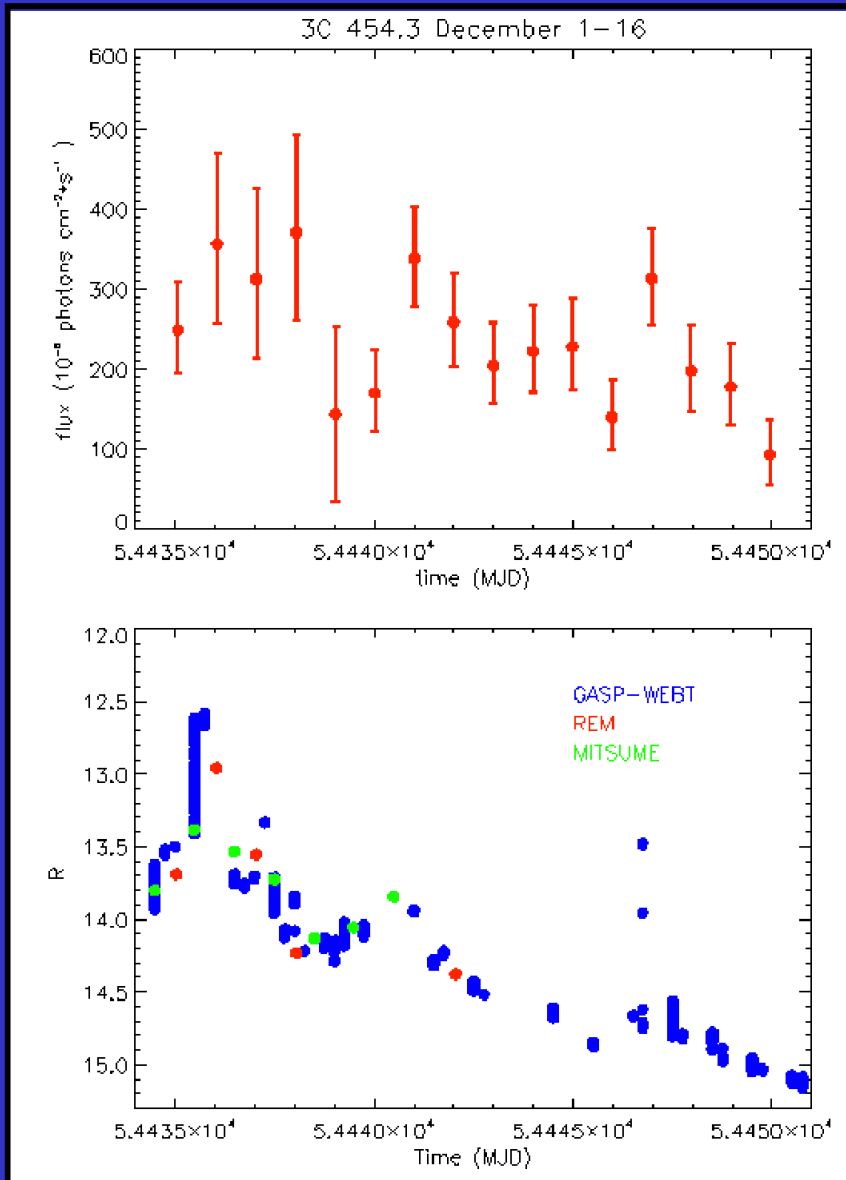 3C 454.3 December 1-16
600
500
400
300
200
100
0
flux (10⁻⁸ photons cm⁻²*s⁻¹ )
5.4435×10⁴ 5.4440×10⁴ 5.4445×10⁴ 5.4450×10⁴
time (MJD)
12.0
12.5
13.0
13.5
14.0
14.5
15.0
R
GASP-WEBT
REM
MITSUME
5.4435×10⁴ 5.4440×10⁴ 5.4445×10⁴ 5.4450×10⁴
Time (MJD)